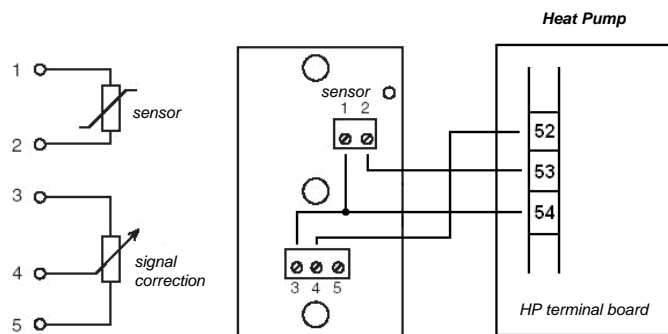 Heat Pump
1
2
sensor
3
4
5
signal
correction
sensor
1 2
3 4 5
52
53
54
HP terminal board